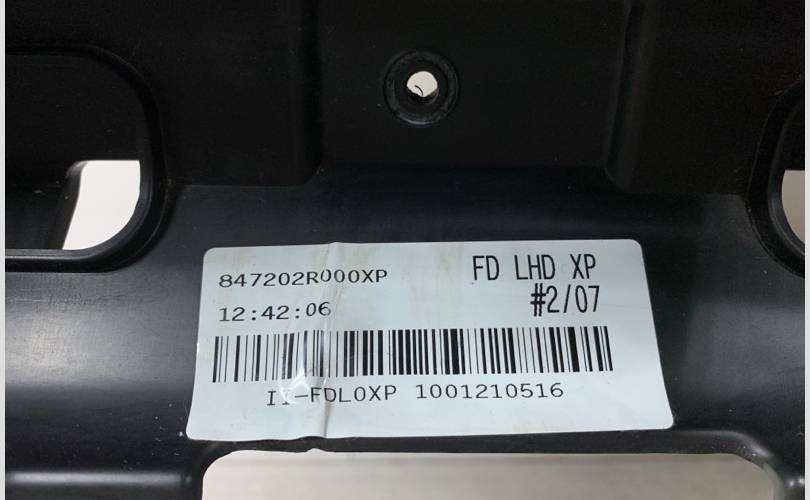 847202R000XP
FD LHD XP
12:42:06
#2/07
II-FDL0XP 1001210516